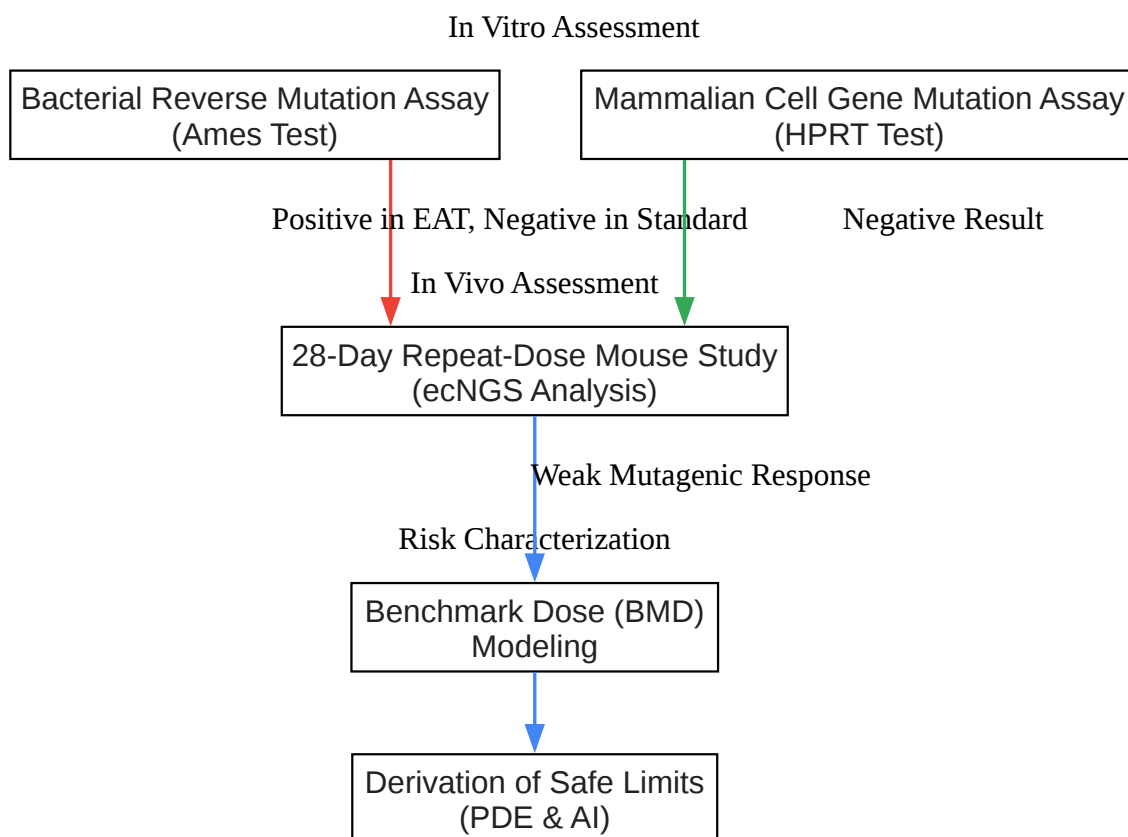 In Vitro Assessment
Bacterial Reverse Mutation Assay
(Ames Test)
Mammalian Cell Gene Mutation Assay
(HPRT Test)
Positive in EAT, Negative in Standard
Negative Result
In Vivo Assessment
28-Day Repeat-Dose Mouse Study
(ecNGS Analysis)
Weak Mutagenic Response
Risk Characterization
Benchmark Dose (BMD)
Modeling
Derivation of Safe Limits
(PDE & AI)